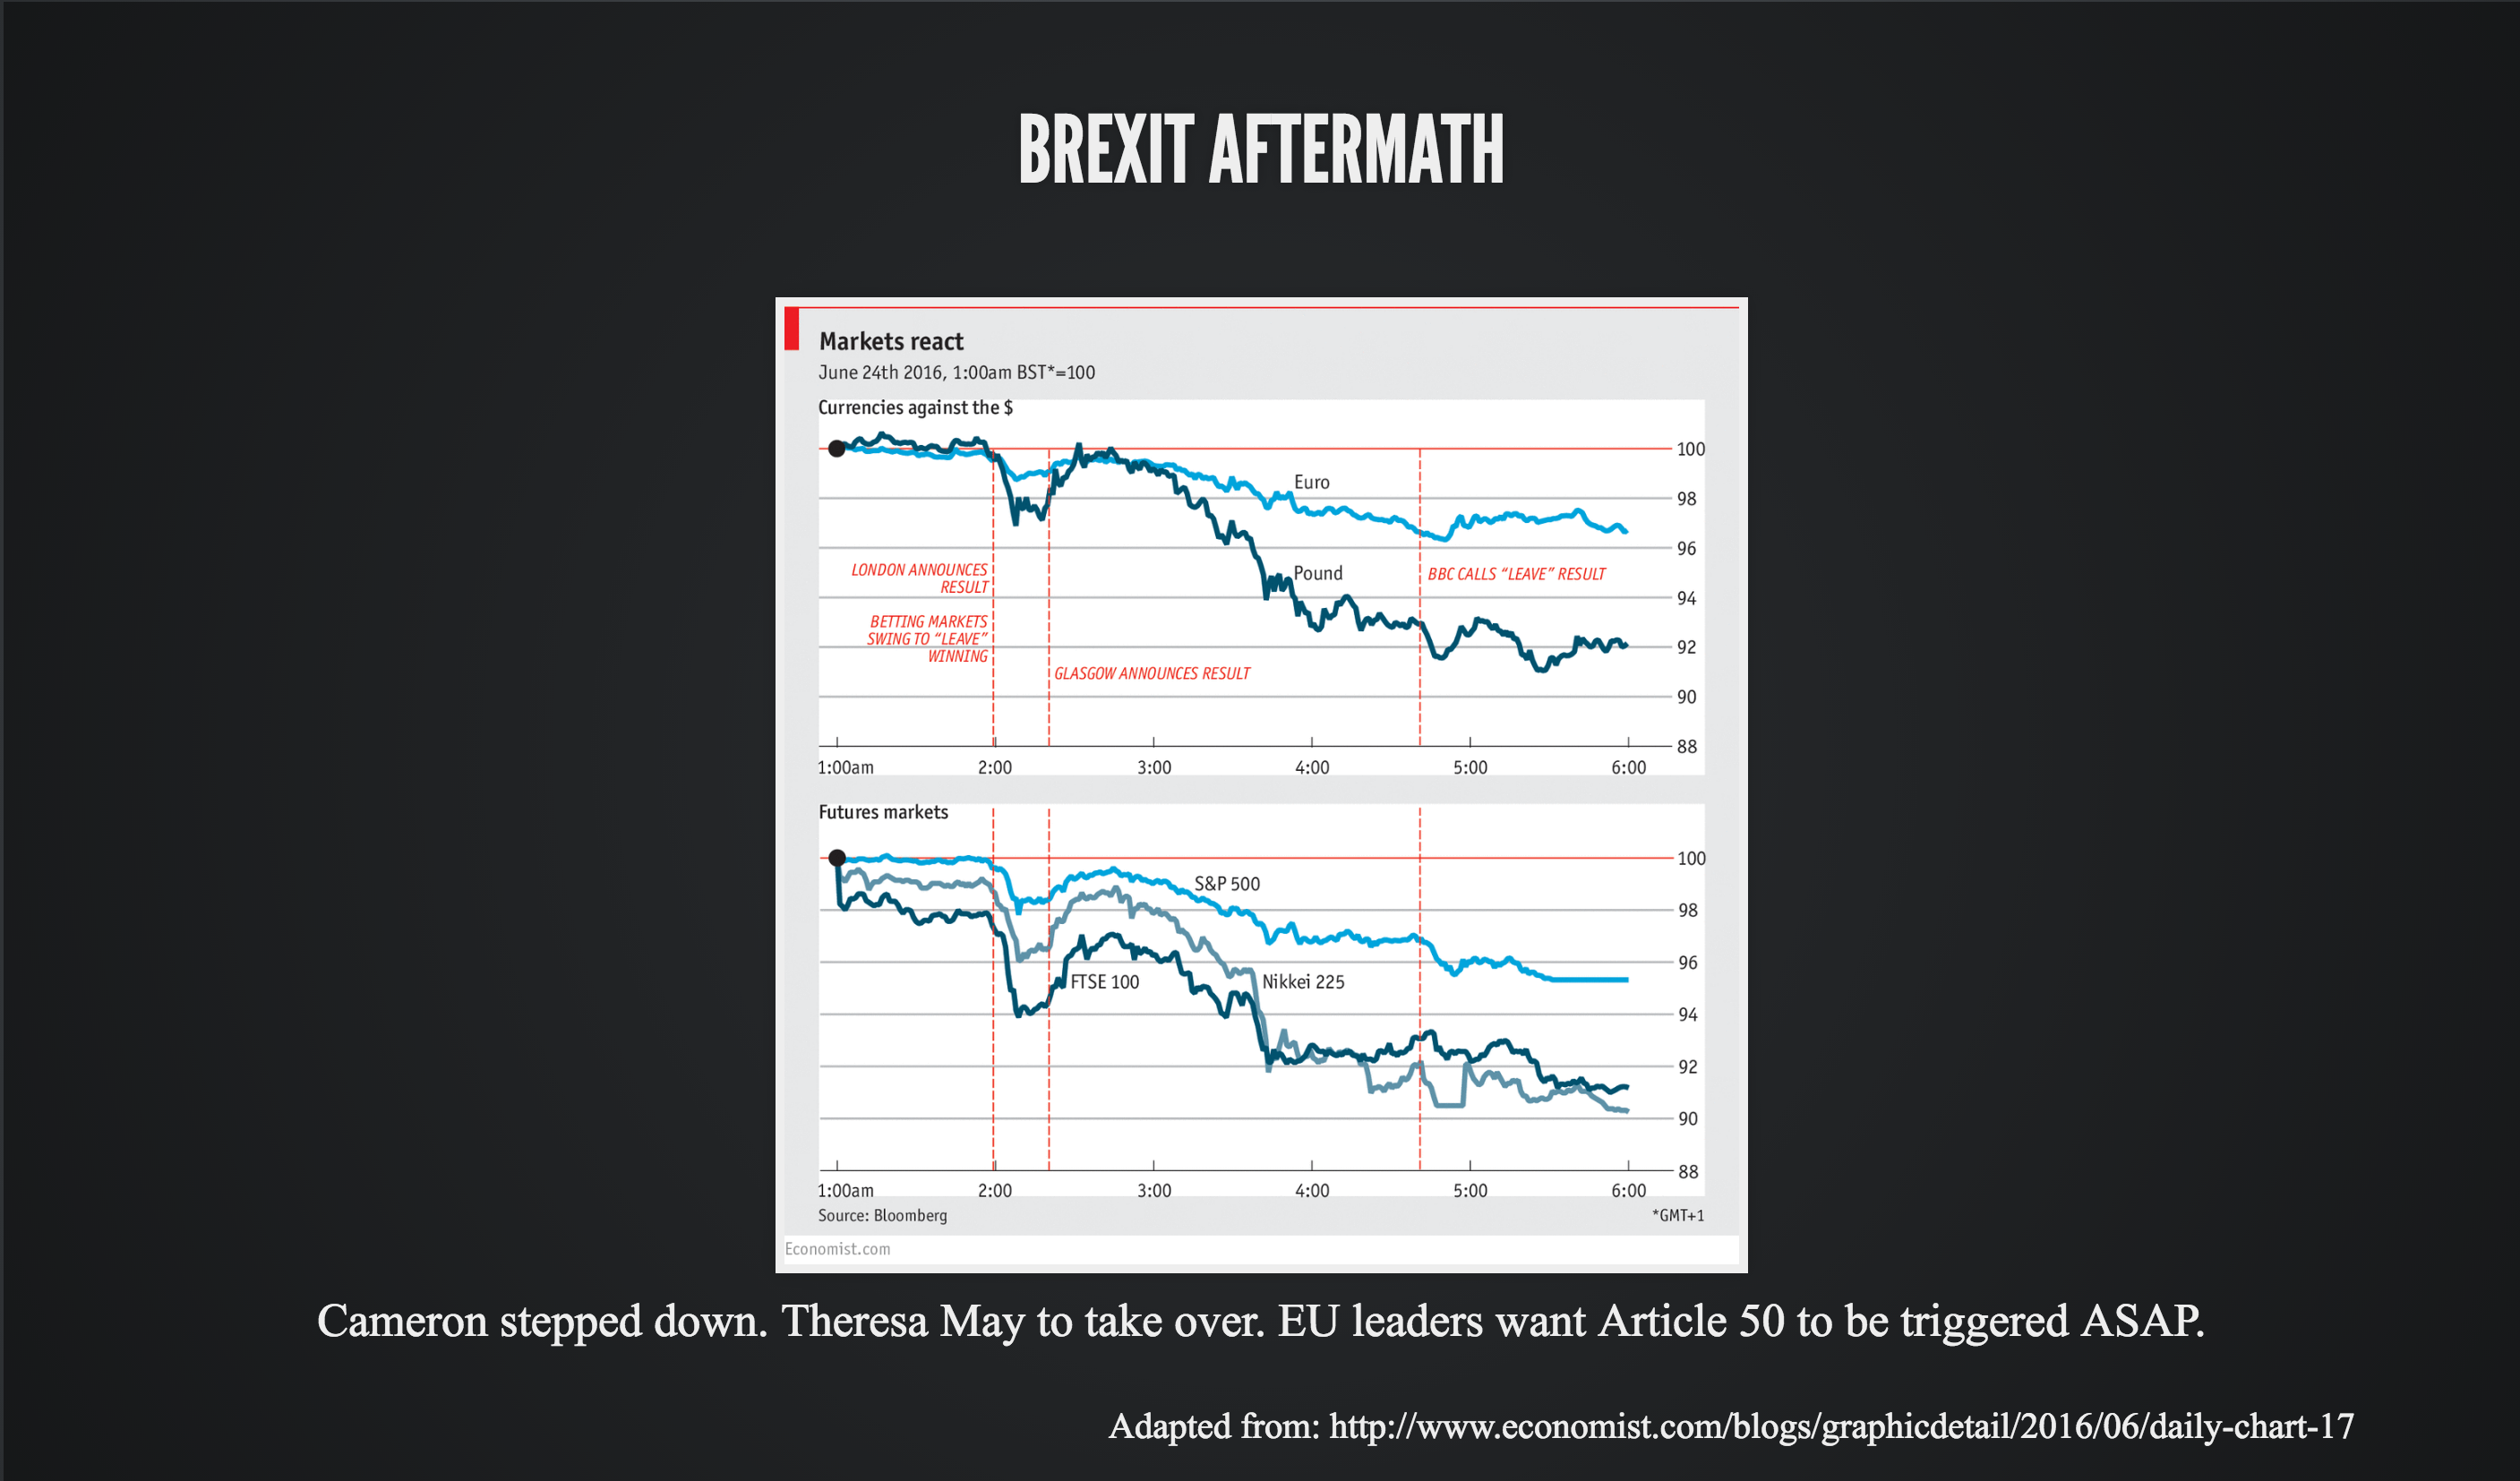 BREXIT AFTERMATH
Markets react
June 24th 2016, 1:00am BST*=100
Currencies against the $
100
Euro
98
96
LONDON ANNOUNCES
RESULT
Pound
BBC CALLS “LEAVE” RESULT
94
BETTING MARKETS
SWING TO “LEAVE”
WINNING
92
GLASGOW ANNOUNCES RESULT
90
88
1:00am 2:00 3:00 4:00 5:00 6:00
Futures markets
100
S&P 500
98
96
FTSE 100
Nikkei 225
94
92
90
88
1:00am 2:00 3:00 4:00 5:00 6:00
Source: Bloomberg
*GMT+1
Economist.com
Cameron stepped down. Theresa May to take over. EU leaders want Article 50 to be triggered ASAP.
Adapted from: http://www.economist.com/blogs/graphicdetail/2016/06/daily-chart-17